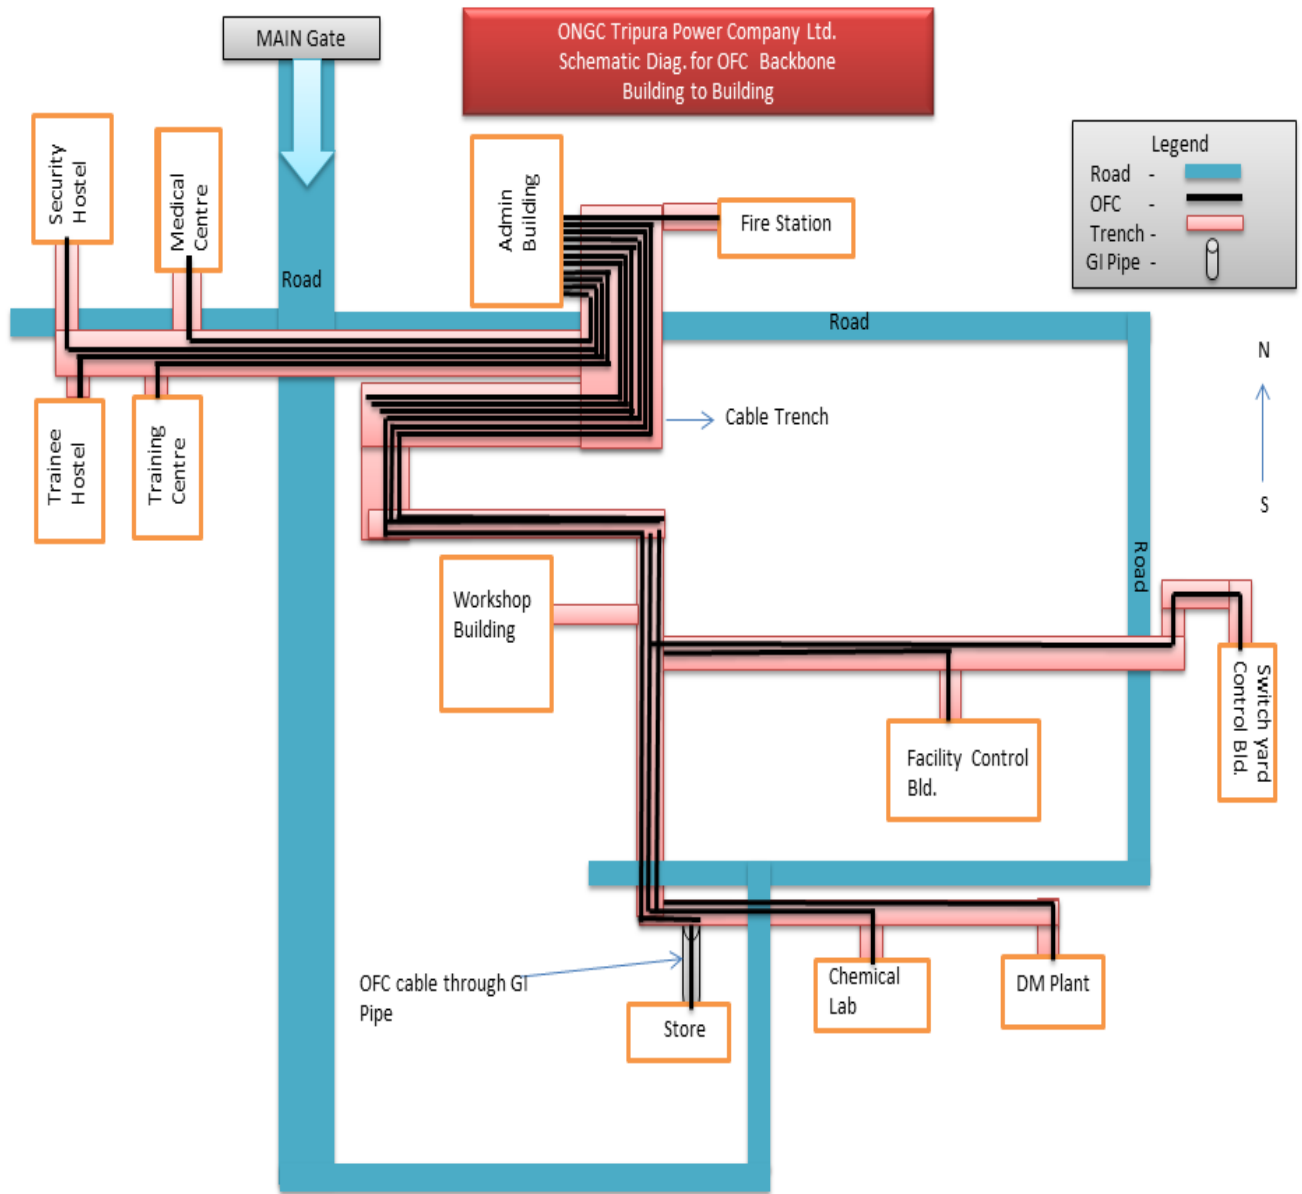 MAIN Gate
ONGC Tripura Power Company Ltd.
Schematic Diag. for OFC Backbone
Building to Building
Security
Hostel
Medical
Centre
Admin
Building
Fire Station
Legend
Road -
OFC -
Trench -
GI Pipe -
Road
Road
N
S
Cable Trench
Trainee
Hostel
Training
Centre
Road
Workshop
Building
Switch yard
Control Bld.
Facility Control
Bld.
OFC cable through GI
Pipe
Store
Chemical
Lab
DM Plant